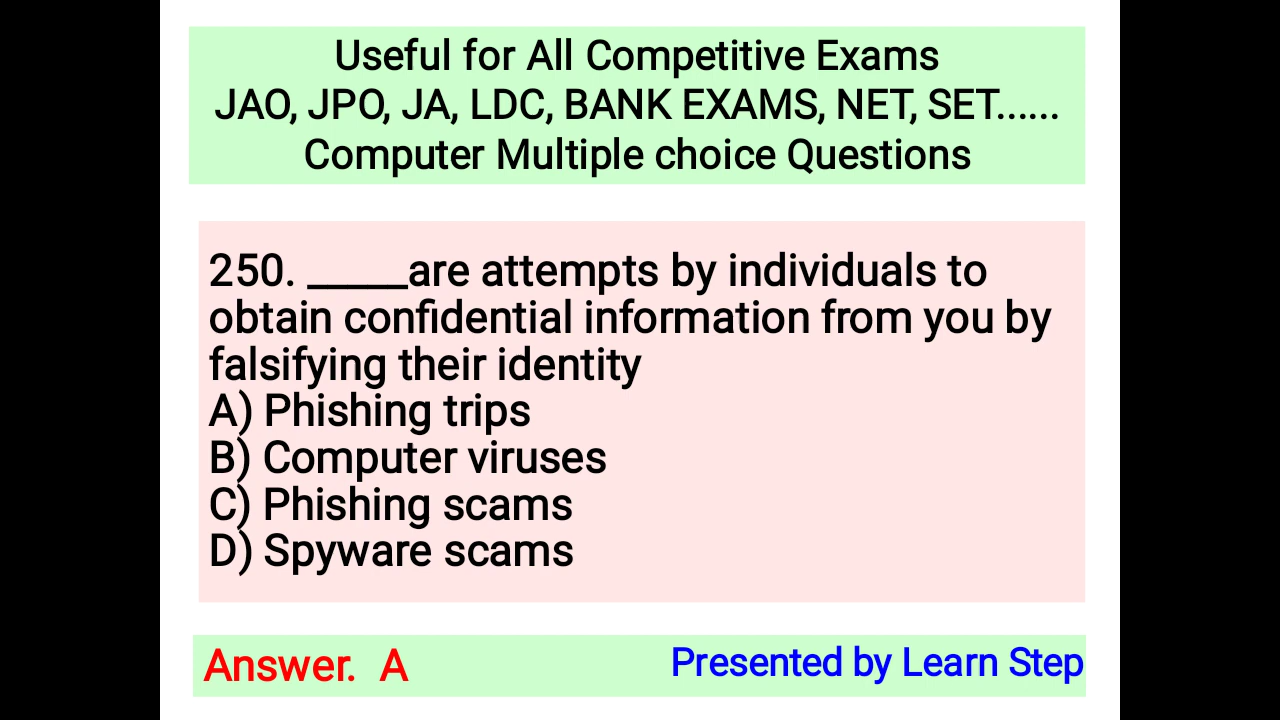 Useful for All Competitive Exams
JAO, JPO, JA, LDC, BANK EXAMS, NET, SET......
Computer Multiple choice Questions
250. _____are attempts by individuals to
obtain confidential information from you by
falsifying their identity
A) Phishing trips
B) Computer viruses
C) Phishing scams
D) Spyware scams
Answer. A
Presented by Learn Step